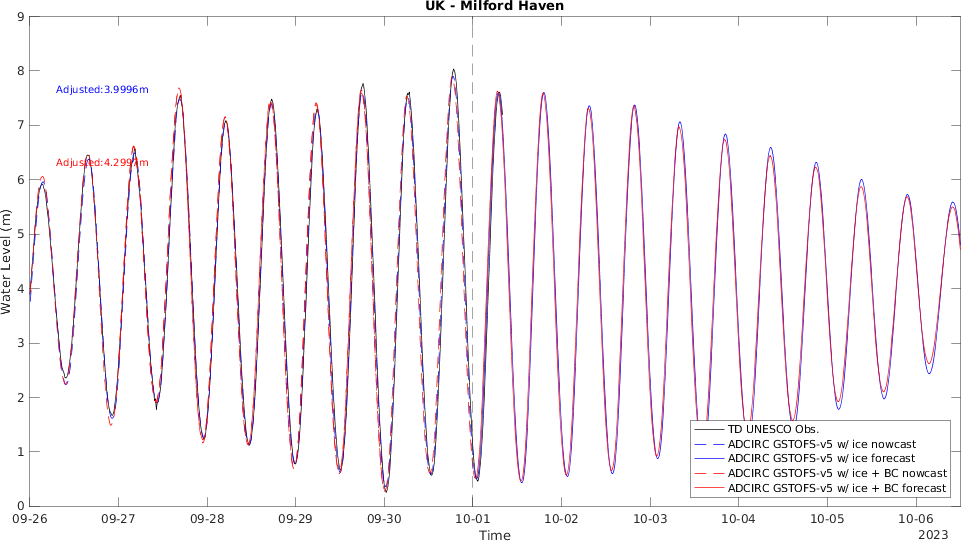 UK - Milford Haven
9
8
7
6
5
4
3
2
1
0
Water Level (m)
Adjusted:3.9996m
Adjusted:4.2997m
TD UNESCO Obs.
ADCIRC GSTOFS-v5 w/ ice nowcast
ADCIRC GSTOFS-v5 w/ ice forecast
ADCIRC GSTOFS-v5 w/ ice + BC nowcast
ADCIRC GSTOFS-v5 w/ ice + BC forecast
09-26 09-27 09-28 09-29 09-30 10-01 10-02 10-03 10-04 10-05 10-06
Time
2023